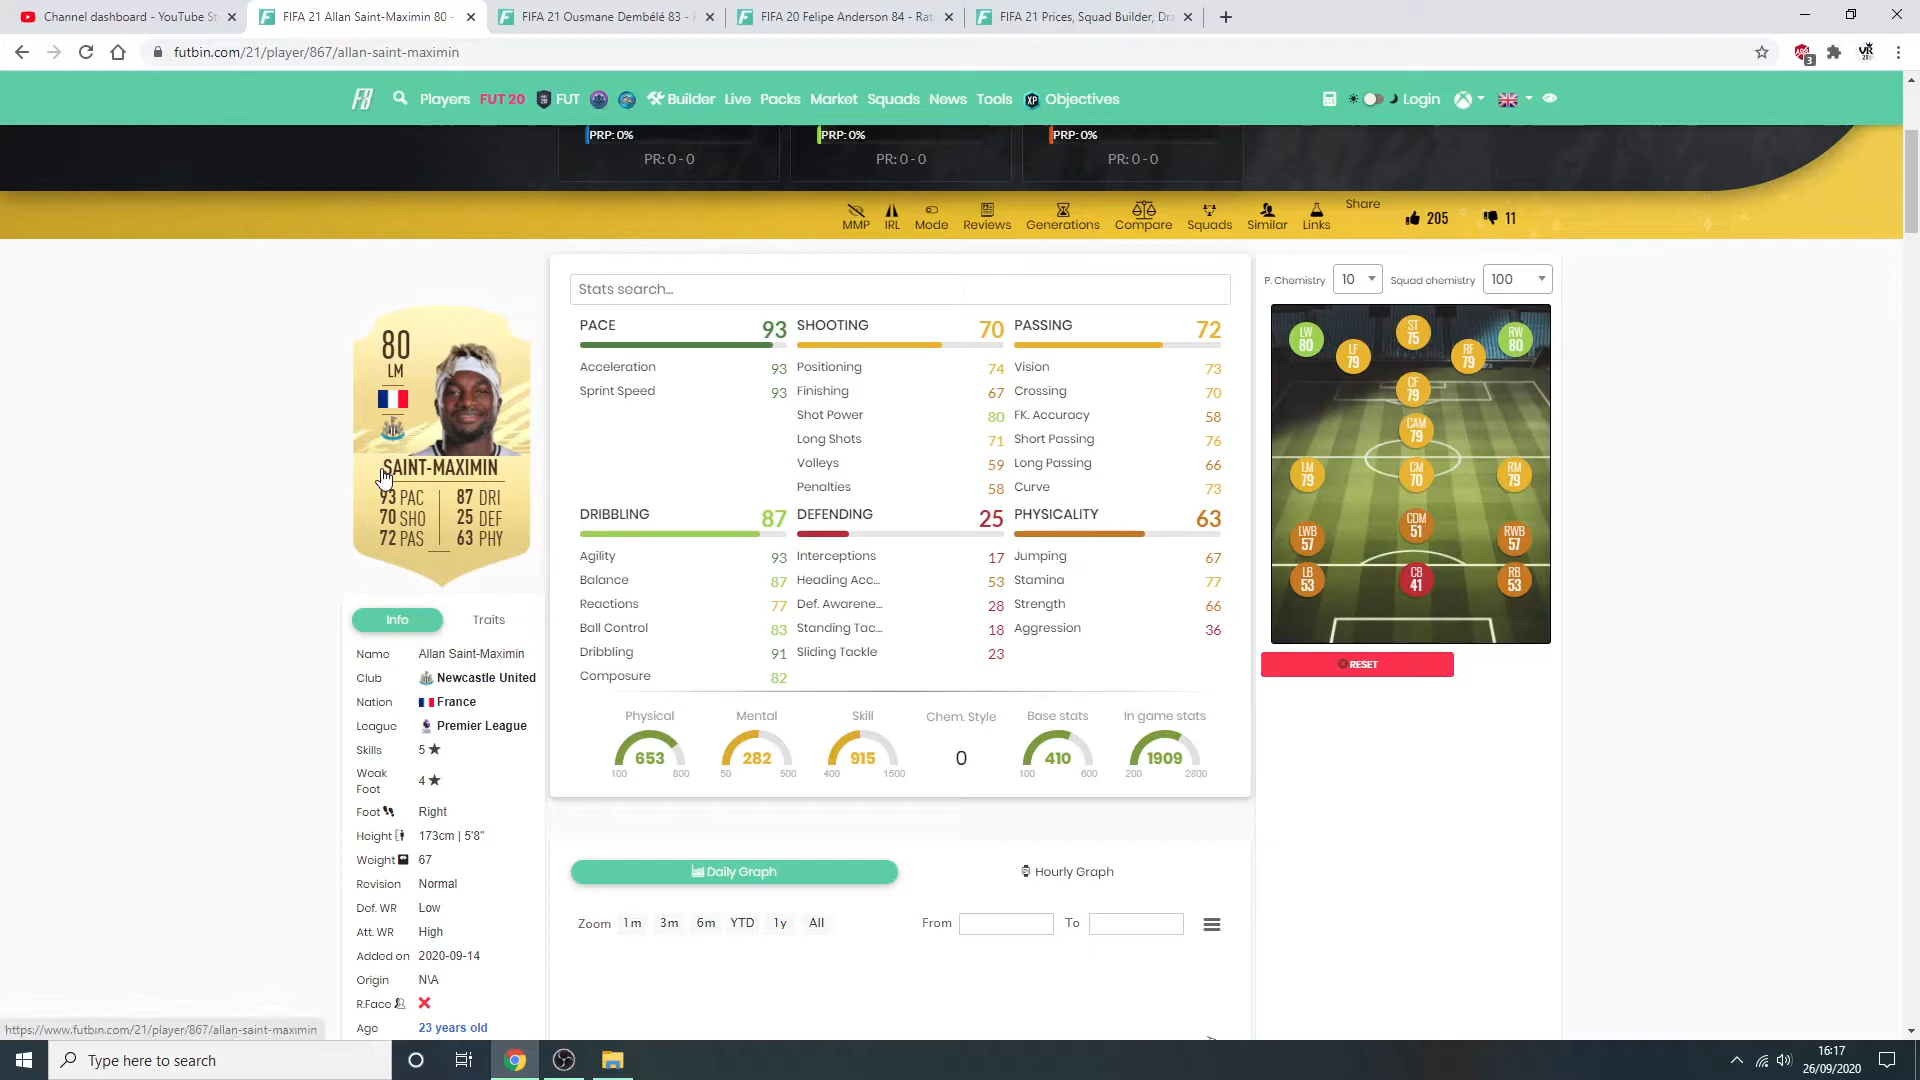 Channel dashboard - YouTube St
FIFA 21 Allan Saint-Maximin 80 -
FIFA 21 Ousmane Dembélé 83 - R
FIFA 20 Felipe Anderson 84 - Rati
FIFA 21 Prices, Squad Builder, Dra
futbin.com/21/player/867/allan-saint-maximin
3
Players FUT 20 FUT Builder Live Packs Market Squads News Tools XP Objectives Login
PRP: 0% PRP: 0% PRP: 0%
PR: 0 - 0 PR: 0 - 0 PR: 0 - 0
MMP IRL Mode Reviews Generations Compare Squads Similar Links Share 205 11
Stats search...
P. Chemistry 10 Squad chemistry 100
80
LM
SAINT-MAXIMIN
93 PAC 87 DRI
70 SHO 25 DEF
72 PAS 63 PHY
PACE 93 SHOOTING 70 PASSING 72
Acceleration 93 Positioning 74 Vision 73
Sprint Speed 93 Finishing 67 Crossing 70
Shot Power 80 FK. Accuracy 58
Long Shots 71 Short Passing 76
Volleys 59 Long Passing 66
Penalties 58 Curve 73
DRIBBLING 87 DEFENDING 25 PHYSICALITY 63
Agility 93 Interceptions 17 Jumping 67
Balance 87 Heading Acc... 53 Stamina 77
Reactions 77 Def. Awarene... 28 Strength 66
Ball Control 83 Standing Tac... 18 Aggression 36
Dribbling 91 Sliding Tackle 23
Composure 82
Physical Mental Skill Chem. Style Base stats In game stats
653 282 915 0 410 1909
100 800 50 500 400 1500 100 600 200 2800
LW 80 ST 75 RW 80
LF 79 RF 79
CF 79
CAM 79
LM 79 CM 70 RM 79
LWB 57 CDM 51 RWB 57
LB 53 CB 41 RB 53
RESET
Info Traits
Name Allan Saint-Maximin
Club Newcastle United
Nation France
League Premier League
Skills 5
Weak Foot 4
Foot Right
Height 173cm | 5'8"
Weight 67
Revision Normal
Def. WR Low
Att. WR High
Added on 2020-09-14
Origin N\A
R.Face
Age 23 years old
Daily Graph Hourly Graph
Zoom 1m 3m 6m YTD 1y All From To
https://www.futbin.com/21/player/867/allan-saint-maximin
Type here to search
16:17
26/09/2020